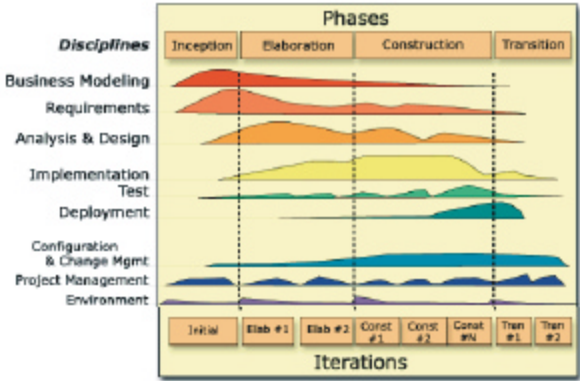 Phases
Disciplines Inception Elaboration Construction Transition
Business Modeling
Requirements
Analysis & Design
Implementation
Test
Deployment
Configuration
& Change Mgmt
Project Management
Environment
Initial Elab #1 Elab #2 Const #1 Const #2 Const #N Tran #1 Tran #2
Iterations